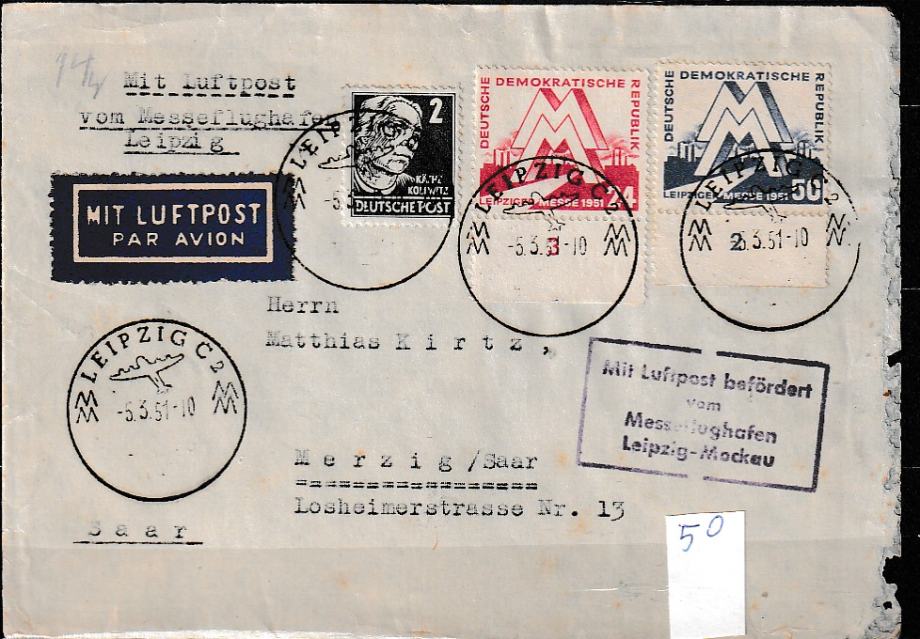 Mit Luftpost
vom Messeflughafen
Leipzig
MIT LUFTPOST
PAR AVION
2
KÄTHE
KOLLWITZ
DEUTSCHE POST
DEUTSCHE DEMOKRATISCHE REPUBLIK
LEIPZIGER MESSE 1951 24
3
DEUTSCHE DEMOKRATISCHE REPUBLIK
LEIPZIGER MESSE 1951 50
2
LEIPZIG
LEIPZIG C2
-5.3.51-10
LEIPZIG C2
5.3.51-10
Herrn
Matthias Kirtz,
LEIPZIG C2
-5.3.51-10
Mit Luftpost befördert
vom
Messeflughafen
Leipzig-Mockau
Merzig/Saar
Losheimerstrasse Nr. 13
Saar
50